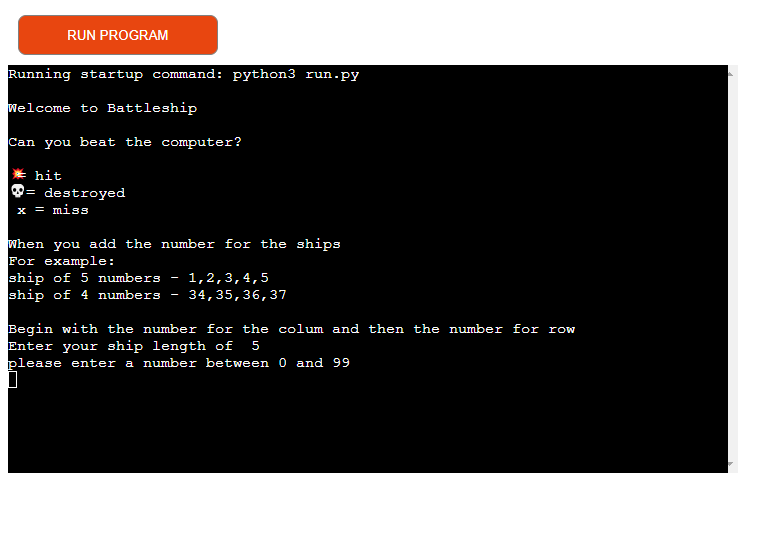 RUN PROGRAM
Running startup command: python3 run.py
Welcome to Battleship
Can you beat the computer?
💥= hit
💀= destroyed
x = miss
When you add the number for the ships
For example:
ship of 5 numbers - 1,2,3,4,5
ship of 4 numbers - 34,35,36,37
Begin with the number for the colum and then the number for row
Enter your ship length of  5
please enter a number between 0 and 99